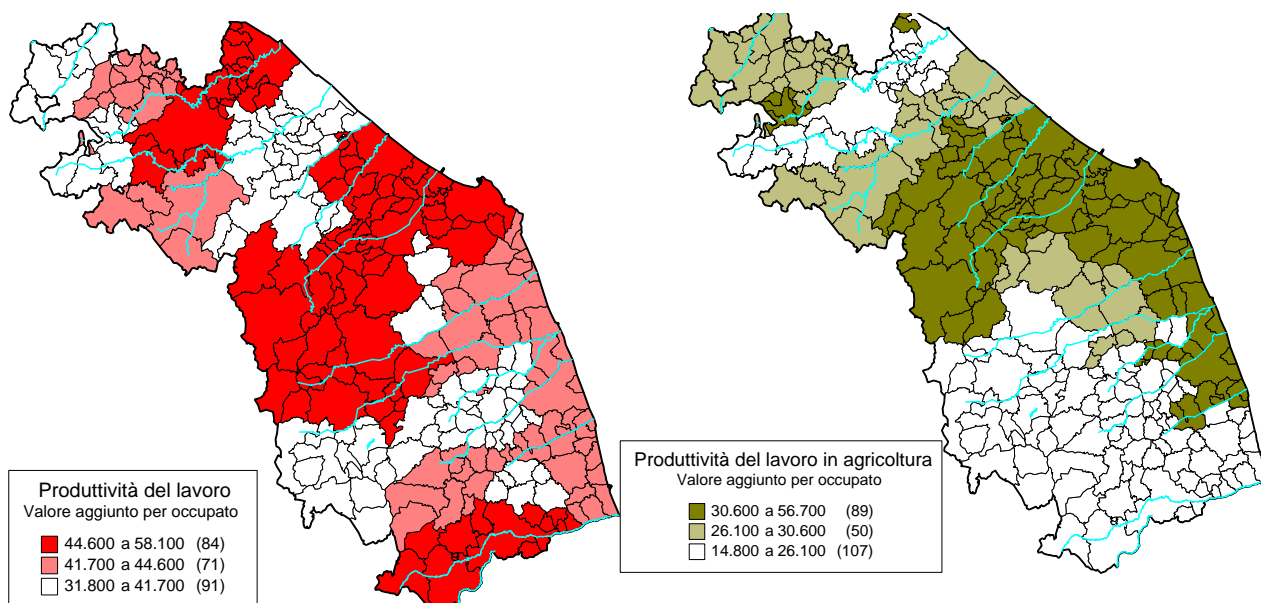 Produttività del lavoro
Valore aggiunto per occupato
44.600 a 58.100 (84)
41.700 a 44.600 (71)
31.800 a 41.700 (91)
Produttività del lavoro in agricoltura
Valore aggiunto per occupato
30.600 a 56.700 (89)
26.100 a 30.600 (50)
14.800 a 26.100 (107)